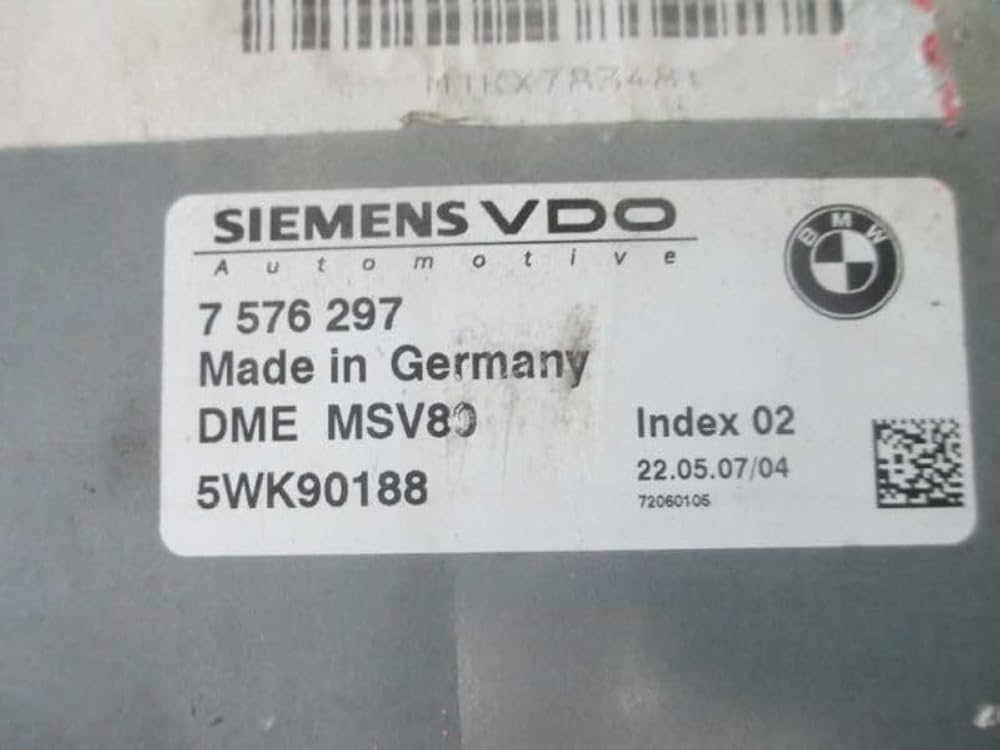 SIEMENS VDO
Automotive
7 576 297
Made in Germany
DME MSV80
5WK90188
Index 02
22.05.07/04
72060105
BMW